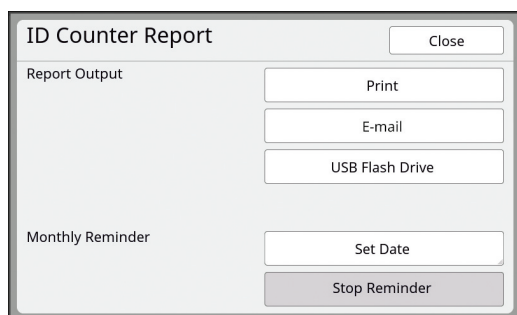 ID Counter Report
Close
Report Output
Print
E-mail
USB Flash Drive
Monthly Reminder
Set Date
Stop Reminder